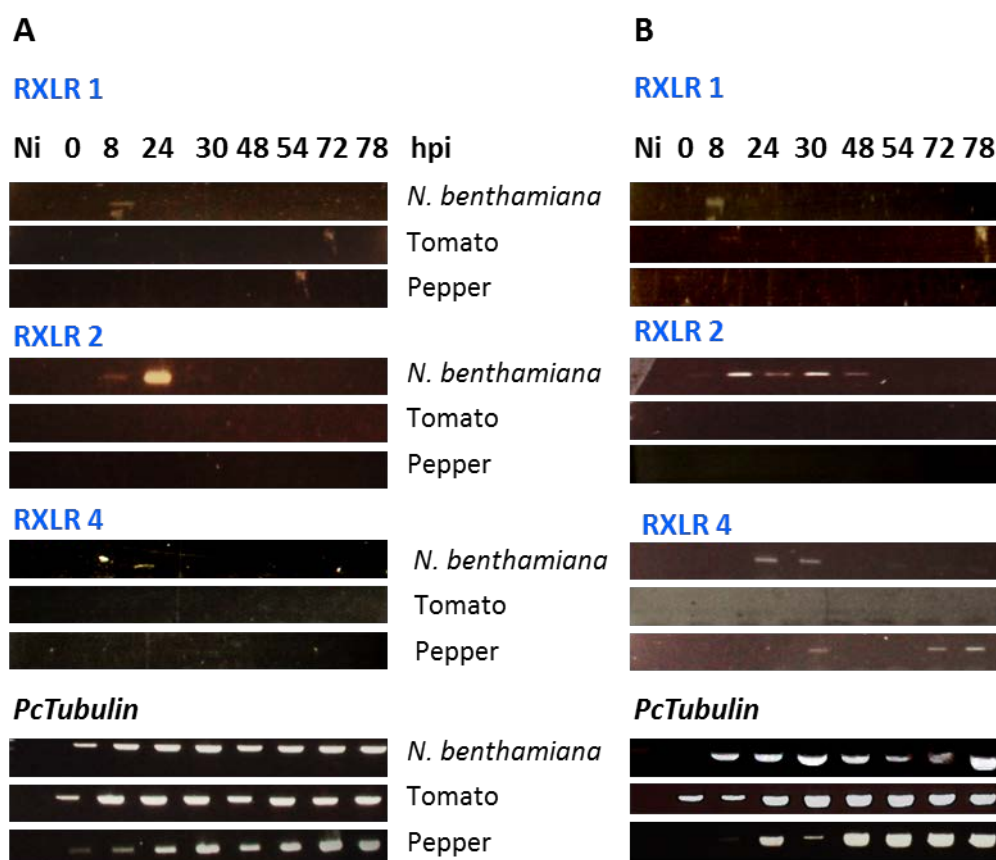 A
RXLR 1
Ni 0 8 24 30 48 54 72 78 hpi
N. benthamiana
Tomato
Pepper
RXLR 2
N. benthamiana
Tomato
Pepper
RXLR 4
N. benthamiana
Tomato
Pepper
PcTubulin
N. benthamiana
Tomato
Pepper
B
RXLR 1
Ni 0 8 24 30 48 54 72 78
RXLR 2
RXLR 4
PcTubulin